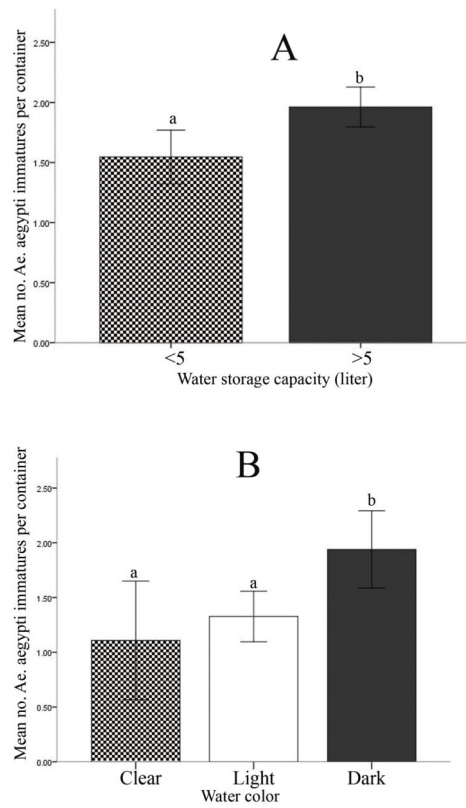 A
Mean no. Ae. aegypti immatures per container
2.50
2.00
1.50
1.00
0.50
0.00
a
b
<5
>5
Water storage capacity (liter)
B
Mean no. Ae. aegypti immatures per container
2.50
2.00
1.50
1.00
0.50
0.00
a
a
b
Clear
Light
Dark
Water color